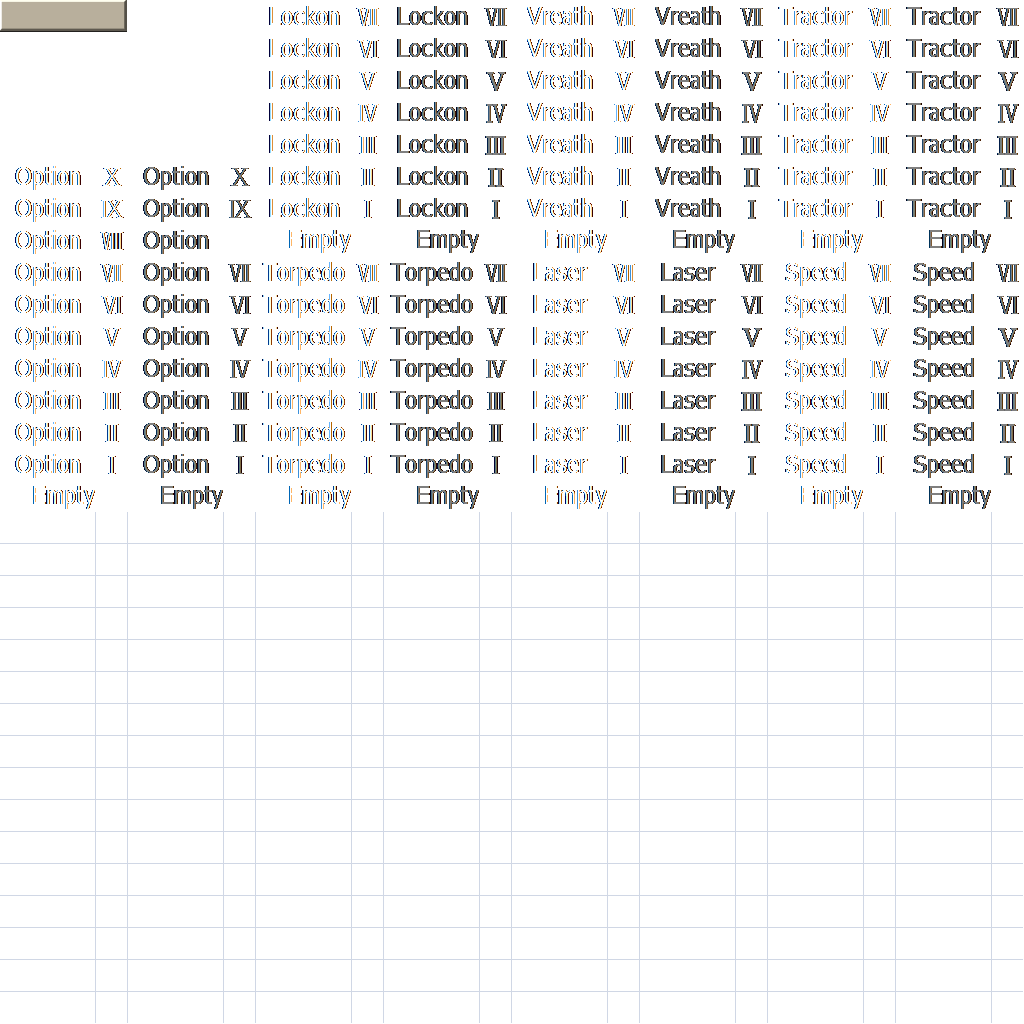 Lockon VII Lockon VII Vreath VII Vreath VII Tractor VII Tractor VII
Lockon VI Lockon VI Vreath VI Vreath VI Tractor VI Tractor VI
Lockon V Lockon V Vreath V Vreath V Tractor V Tractor V
Lockon IV Lockon IV Vreath IV Vreath IV Tractor IV Tractor IV
Lockon III Lockon III Vreath III Vreath III Tractor III Tractor III
Option X Option X Lockon II Lockon II Vreath II Vreath II Tractor II Tractor II
Option IX Option IX Lockon I Lockon I Vreath I Vreath I Tractor I Tractor I
Option VIII Option Empty Empty Empty Empty Empty Empty
Option VII Option VII Torpedo VII Torpedo VII Laser VII Laser VII Speed VII Speed VII
Option VI Option VI Torpedo VI Torpedo VI Laser VI Laser VI Speed VI Speed VI
Option V Option V Torpedo V Torpedo V Laser V Laser V Speed V Speed V
Option IV Option IV Torpedo IV Torpedo IV Laser IV Laser IV Speed IV Speed IV
Option III Option III Torpedo III Torpedo III Laser III Laser III Speed III Speed III
Option II Option II Torpedo II Torpedo II Laser II Laser II Speed II Speed II
Option I Option I Torpedo I Torpedo I Laser I Laser I Speed I Speed I
Empty Empty Empty Empty Empty Empty Empty Empty